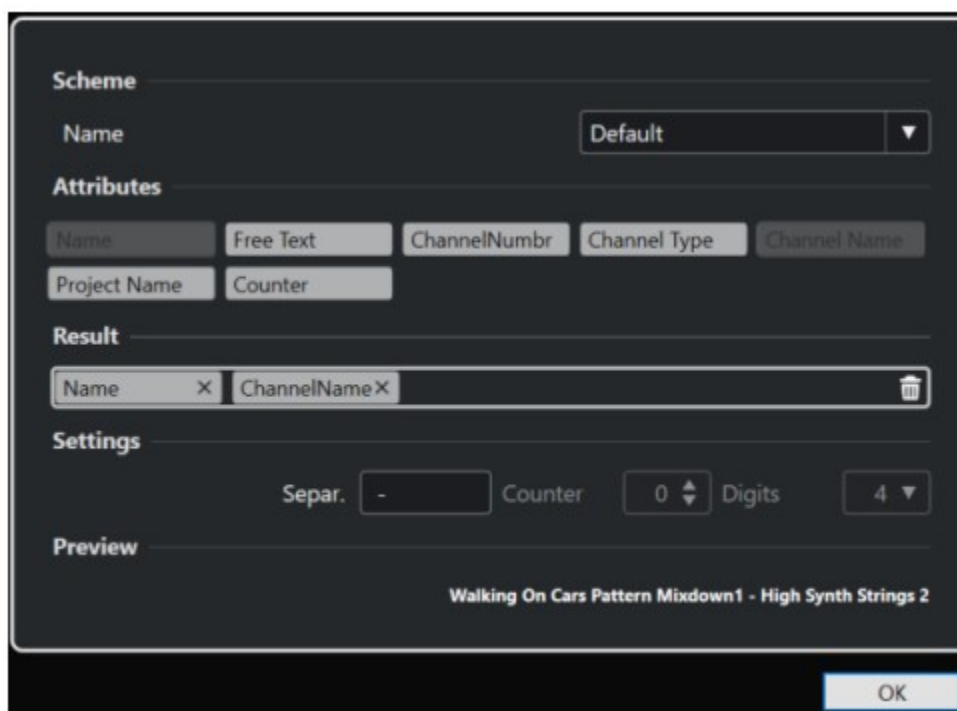 Scheme
Name Default
Attributes
Name Free Text ChannelNumbr Channel Type Channel Name
Project Name Counter
Result
Name ChannelName
Settings
Separ. - Counter 0 Digits 4
Preview
Walking On Cars Pattern Mixdown1 - High Synth Strings 2
OK